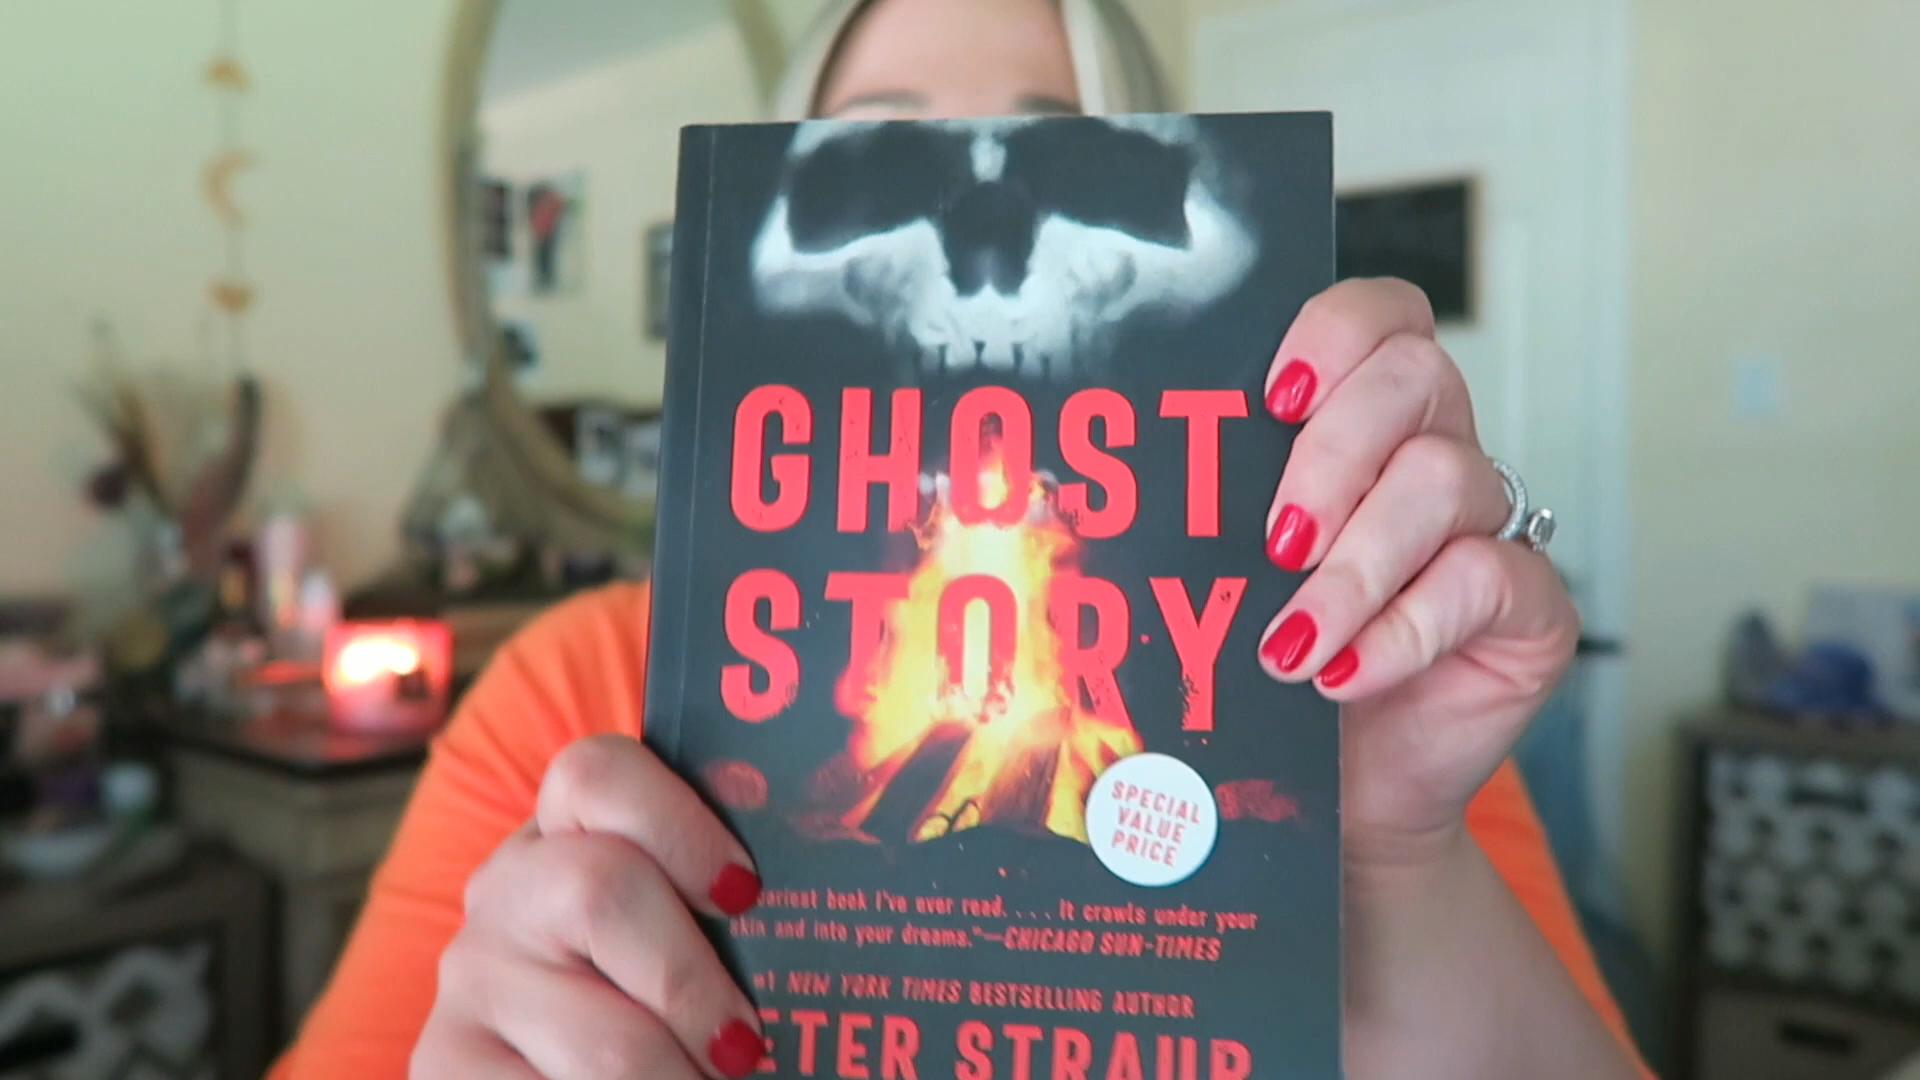 GHOST
STORY
SPECIAL
VALUE
PRICE
book I've ever read. . . . It crawls under your
skin and into your dreams."—CHICAGO SUN-TIMES
#1 NEW YORK TIMES BESTSELLING AUTHOR
ETER STRAUB